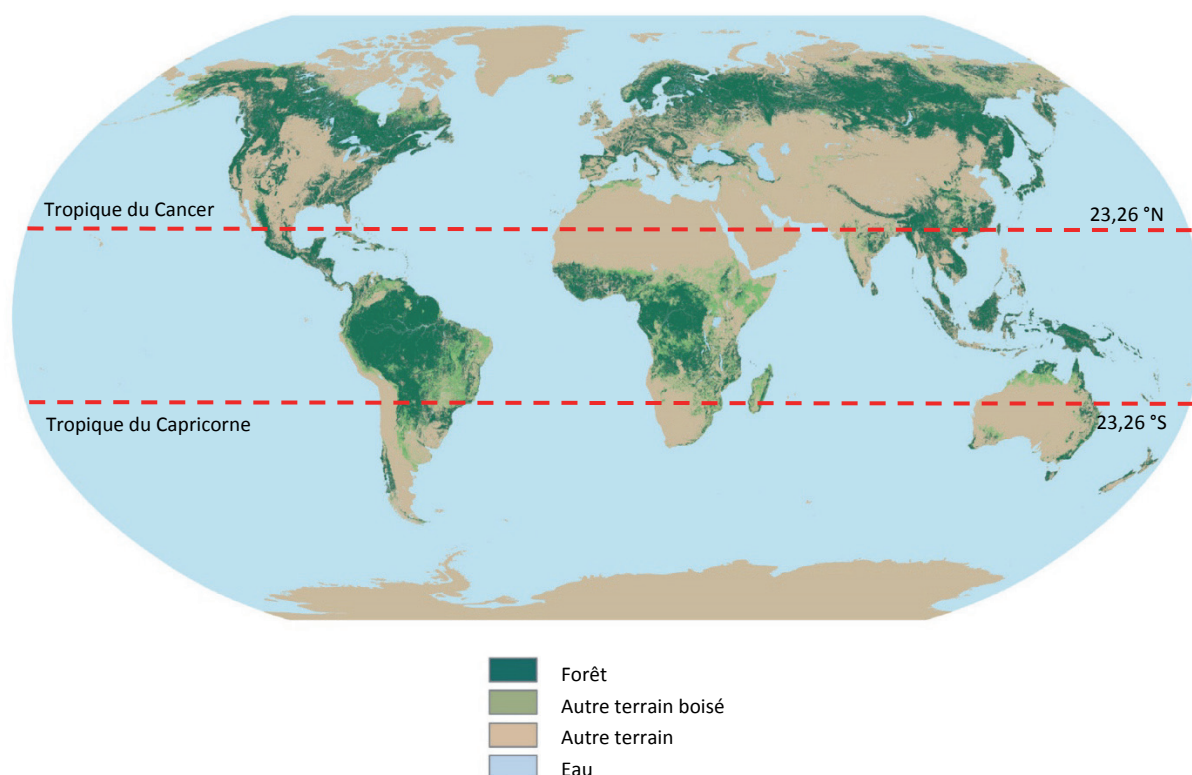 Tropique du Cancer
23,26 °N
Tropique du Capricorne
23,26 °S
Forêt
Autre terrain boisé
Autre terrain
Eau